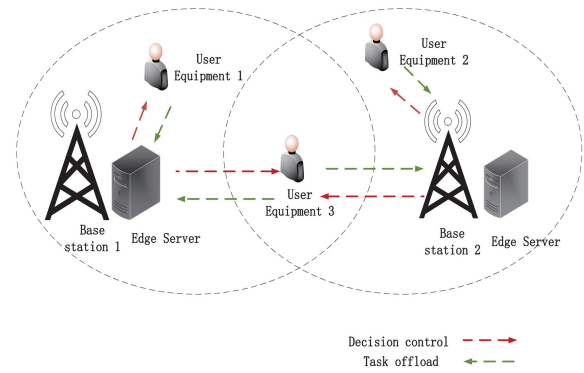 User
Equipment 1
User
Equipment 2
User
Equipment 3
Base
station 1
Edge Server
Base
station 2
Edge Server
Decision control
Task offload